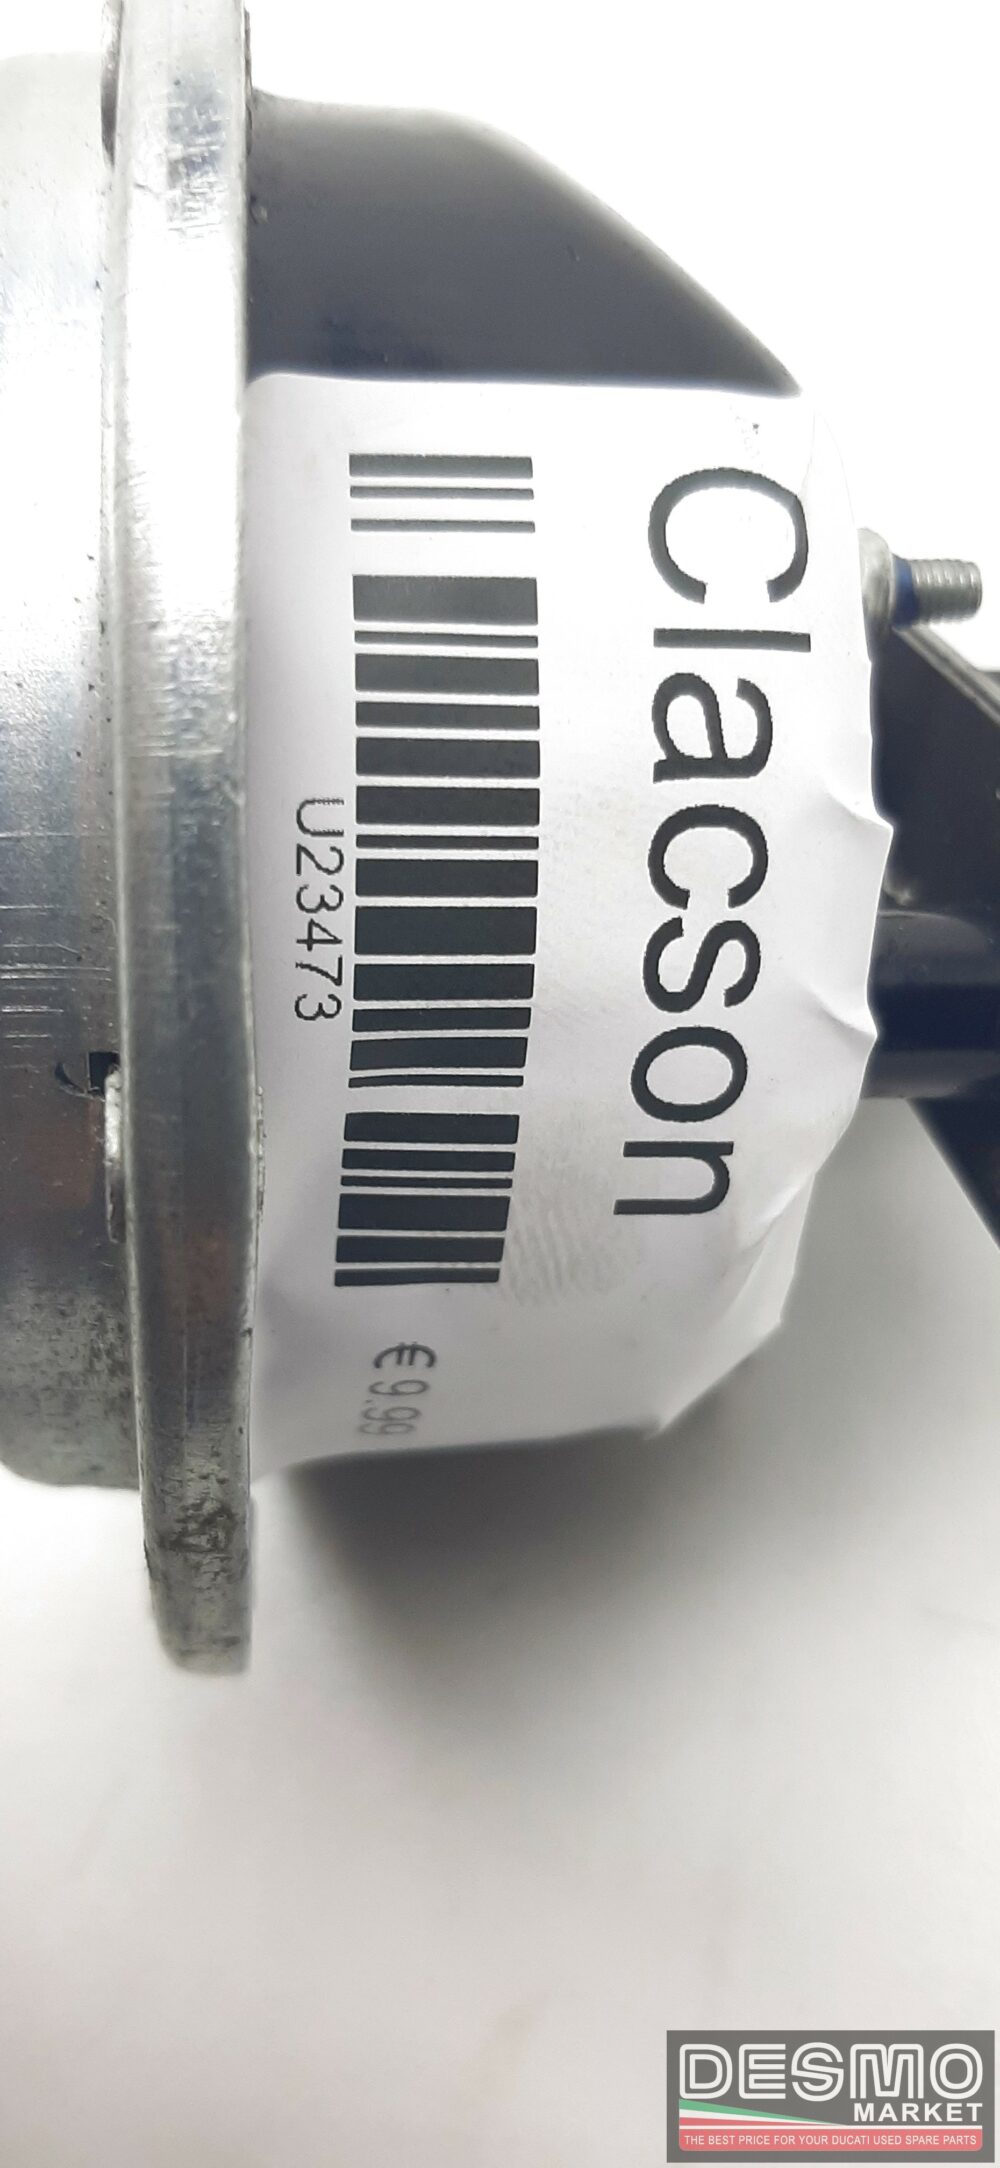 Clacson
U23473
€ 9.99
DESMO
MARKET
THE BEST PRICE FOR YOUR DUCATI USED SPARE PARTS